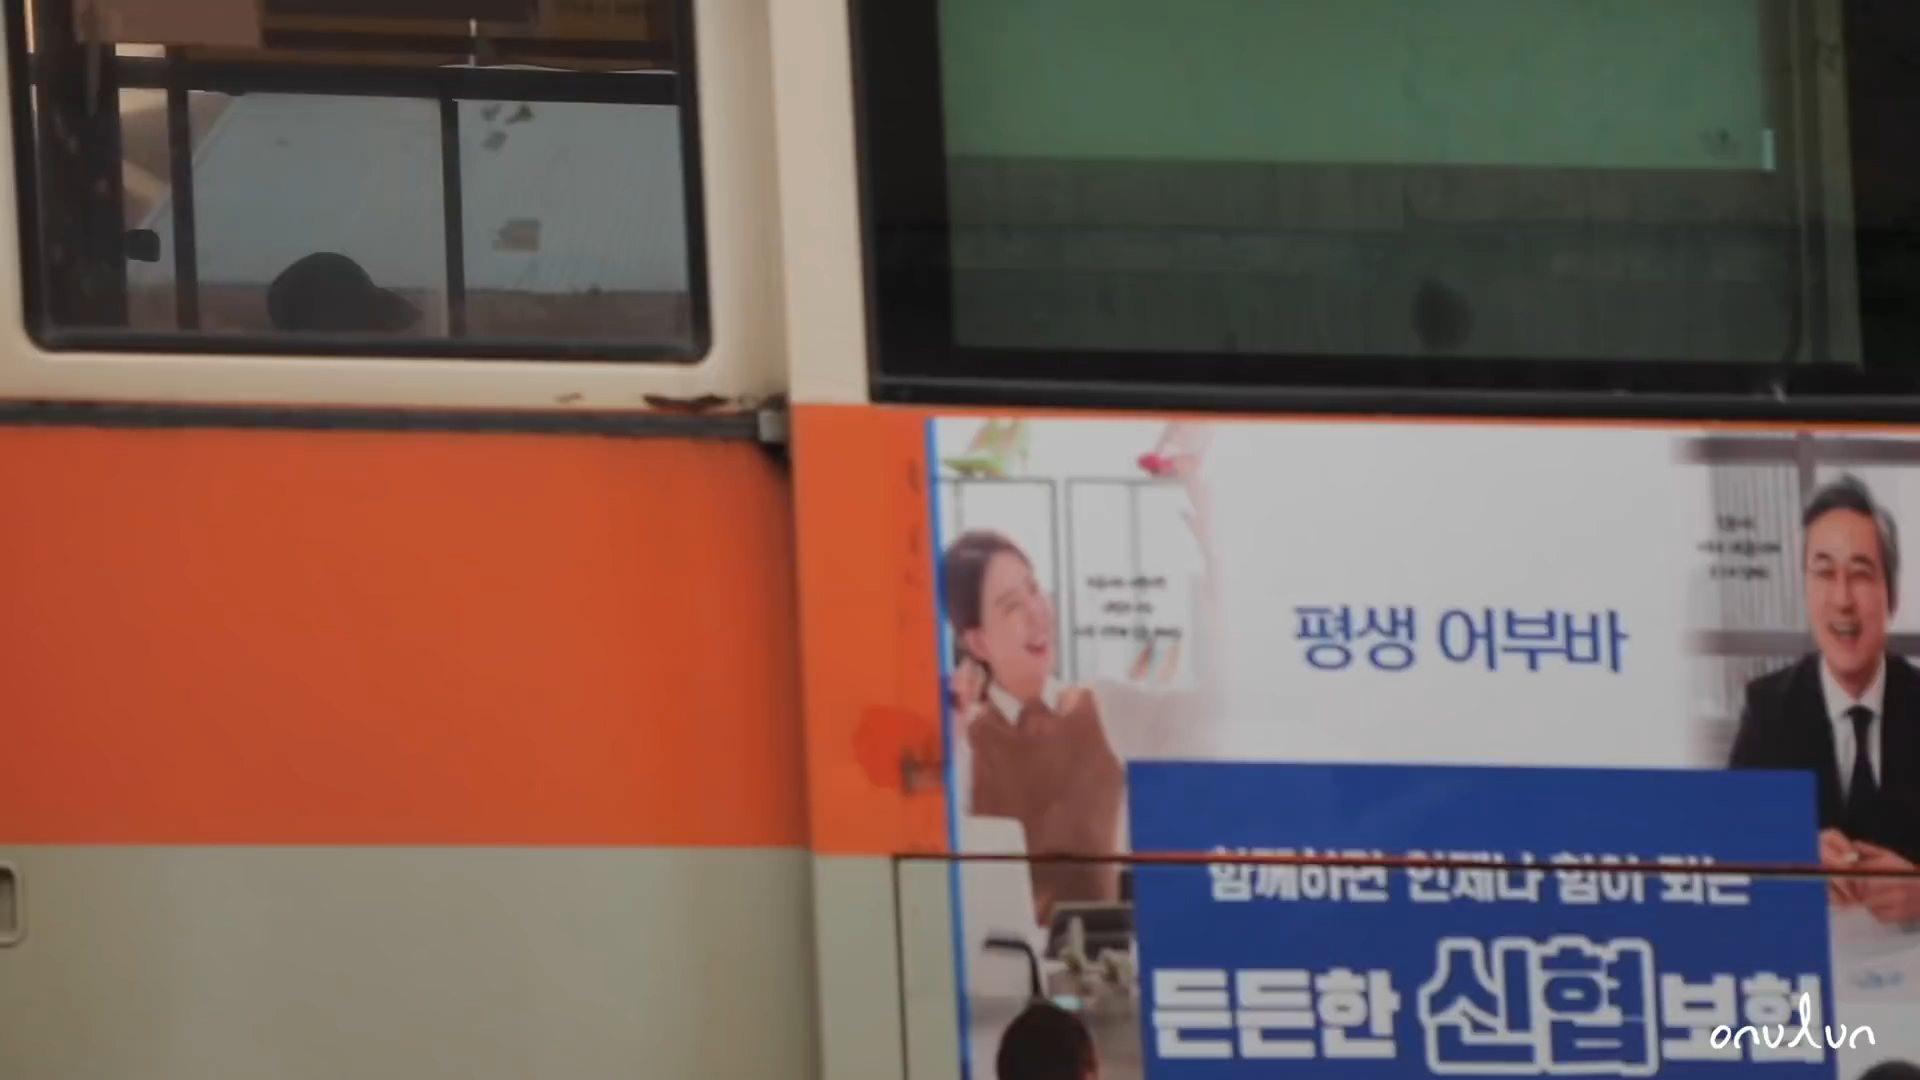 평생 어부바
함께하면 언제나 힘이 되는
든든한 신협 보험
onulun